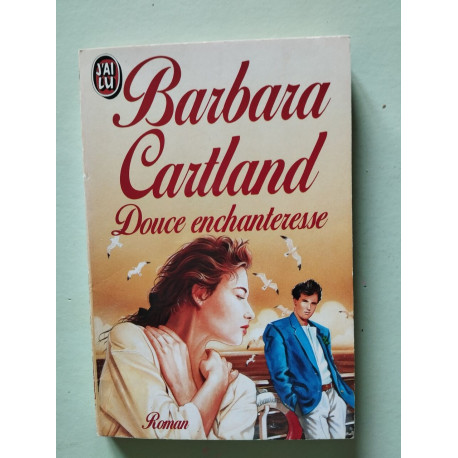 J'AI
LU
Barbara
Cartland
Douce enchanteresse
Roman